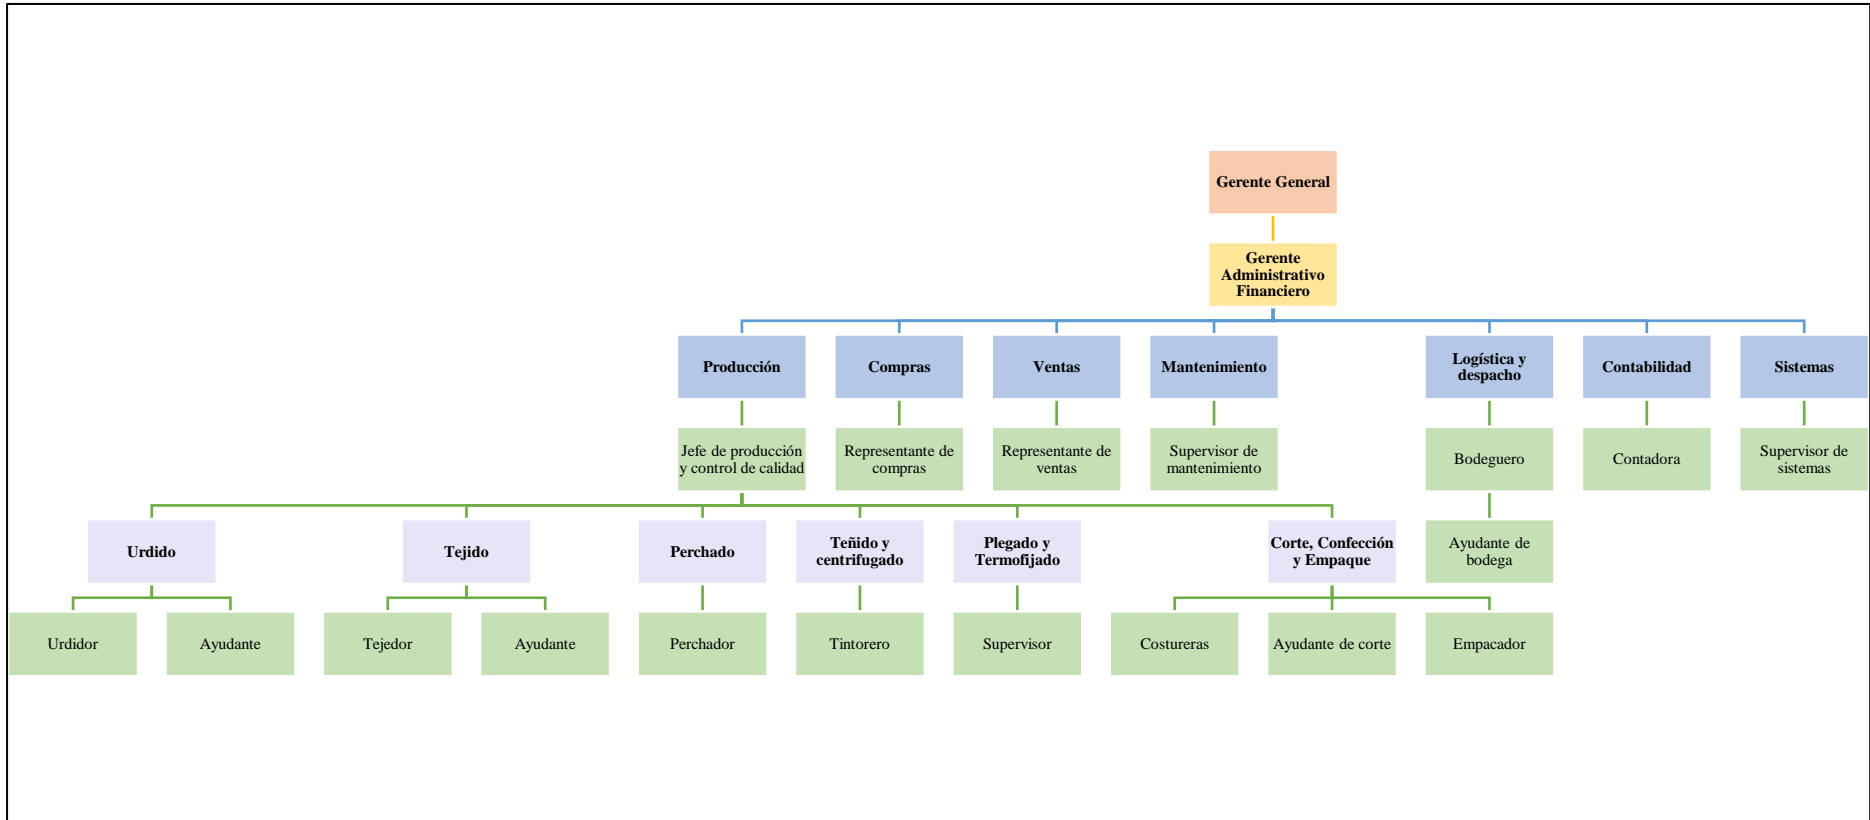 Gerente General
Gerente
Administrativo
Financiero
Producción
Compras
Ventas
Mantenimiento
Logística y
despacho
Contabilidad
Sistemas
Jefe de producción
y control de calidad
Representante de
compras
Representante de
ventas
Supervisor de
mantenimiento
Bodeguero
Contadora
Supervisor de
sistemas
Urdido
Tejido
Perchado
Teñido y
centrifugado
Plegado y
Termofijado
Corte, Confección
y Empaque
Ayudante de
bodega
Urdidor
Ayudante
Tejedor
Ayudante
Perchador
Tintorero
Supervisor
Costureras
Ayudante de corte
Empacador